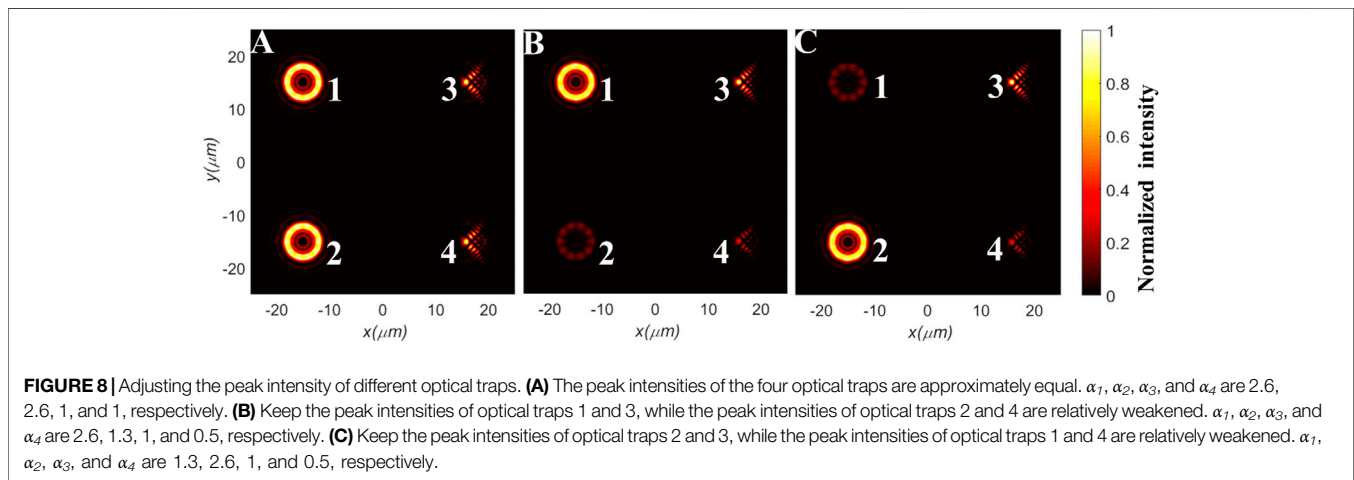 A
B
C
1
3
1
3
1
3
2
4
2
4
2
4
20
10
0
-10
-20
y(μm)
-20 -10 0 10 20
-20 -10 0 10 20
-20 -10 0 10 20
x(μm)
x(μm)
x(μm)
1
0.8
0.6
0.4
0.2
0
Normalized intensity
FIGURE 8 | Adjusting the peak intensity of different optical traps. (A) The peak intensities of the four optical traps are approximately equal. α1, α2, α3, and α4 are 2.6,
2.6, 1, and 1, respectively. (B) Keep the peak intensities of optical traps 1 and 3, while the peak intensities of optical traps 2 and 4 are relatively weakened. α1, α2, α3, and
α4 are 2.6, 1.3, 1, and 0.5, respectively. (C) Keep the peak intensities of optical traps 2 and 3, while the peak intensities of optical traps 1 and 4 are relatively weakened. α1,
α2, α3, and α4 are 1.3, 2.6, 1, and 0.5, respectively.